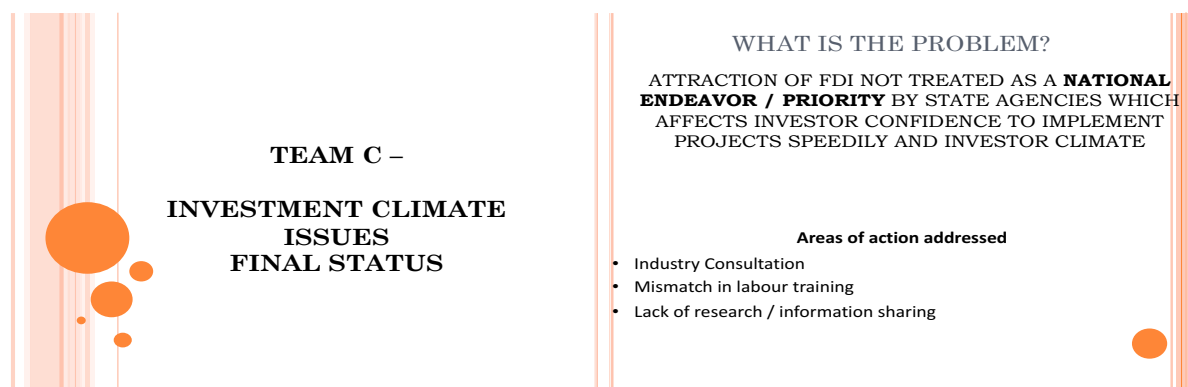 TEAM C –
INVESTMENT CLIMATE
ISSUES
FINAL STATUS
WHAT IS THE PROBLEM?
ATTRACTION OF FDI NOT TREATED AS A NATIONAL
ENDEAVOR / PRIORITY BY STATE AGENCIES WHICH
AFFECTS INVESTOR CONFIDENCE TO IMPLEMENT
PROJECTS SPEEDILY AND INVESTOR CLIMATE
Areas of action addressed
• Industry Consultation
• Mismatch in labour training
• Lack of research / information sharing